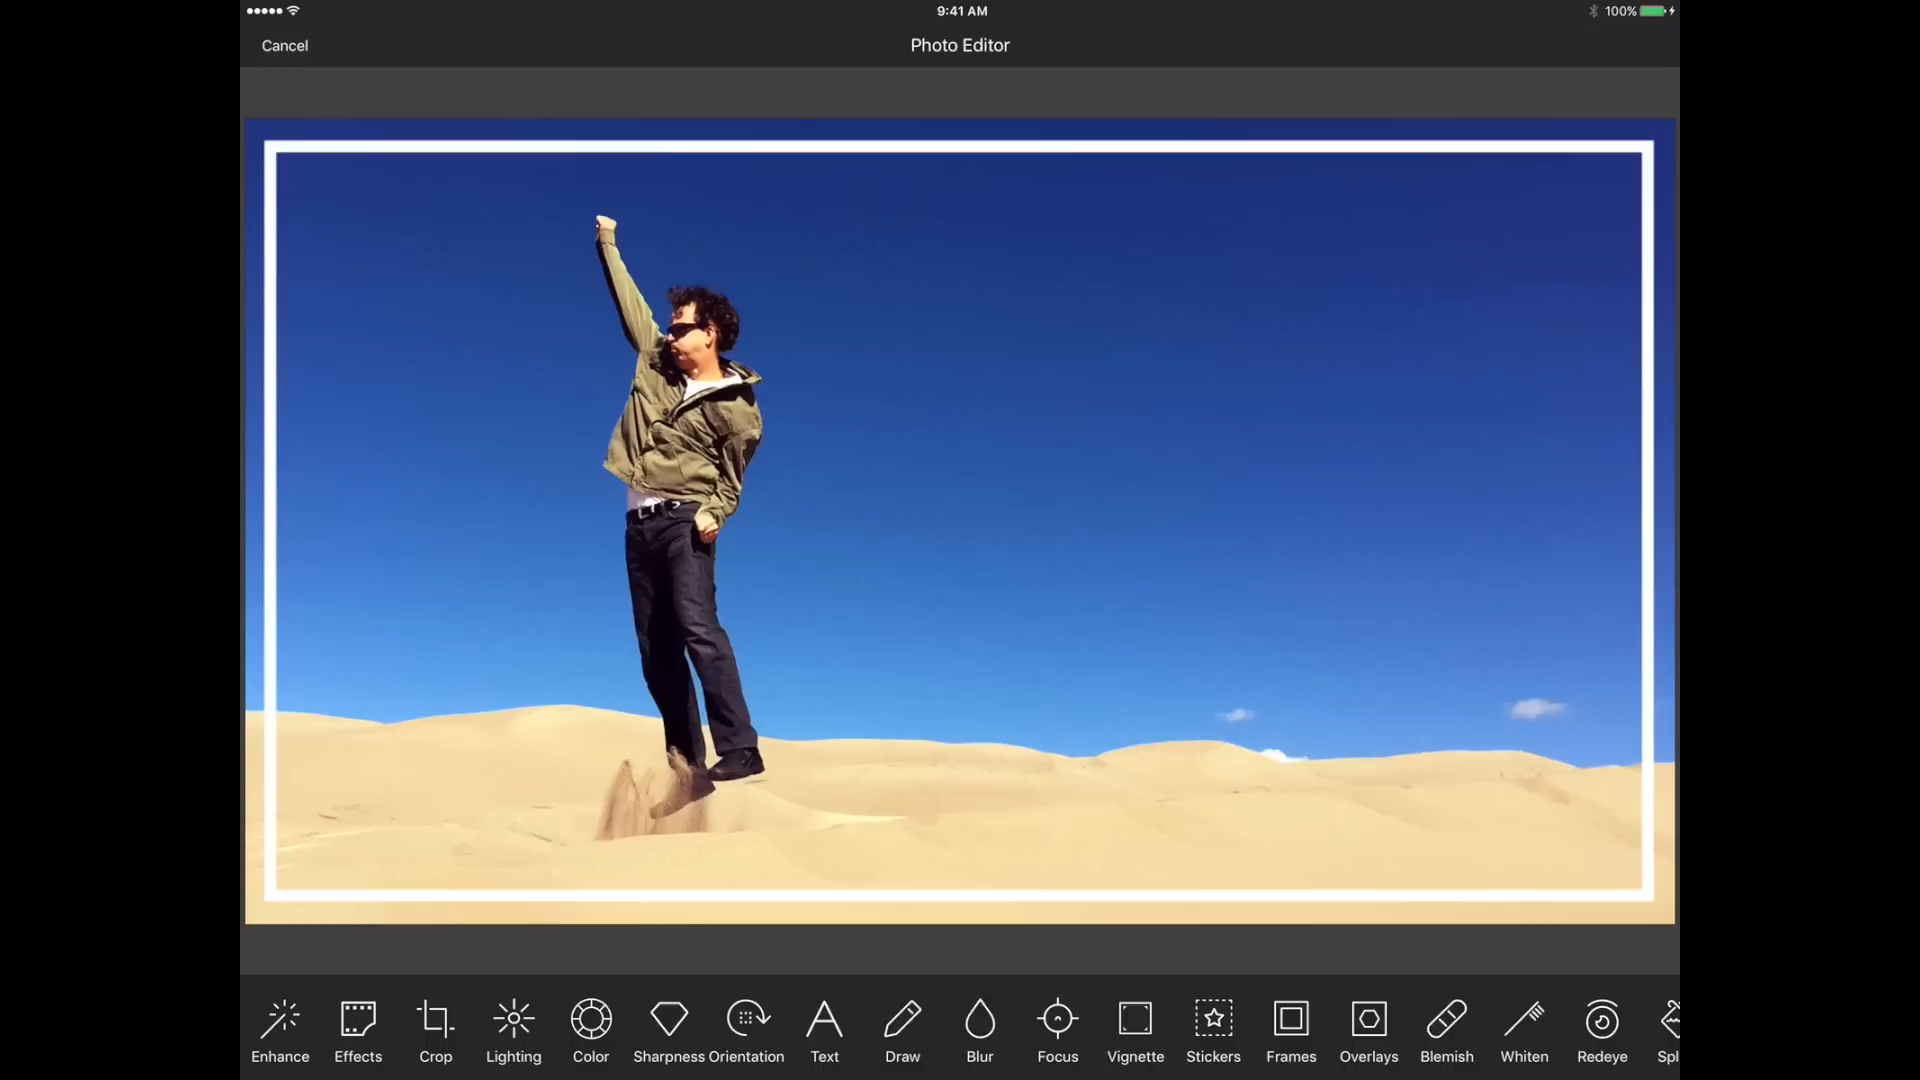 9:41 AM
100%
Cancel
Photo Editor
Enhance
Effects
Crop
Lighting
Color
Sharpness
Orientation
Text
Draw
Blur
Focus
Vignette
Stickers
Frames
Overlays
Blemish
Whiten
Redeye
Spl